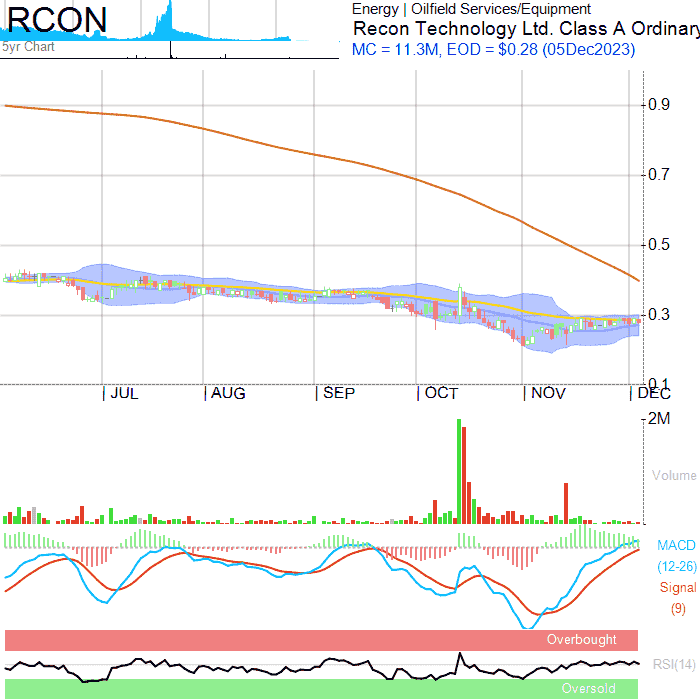 RCON
5yr Chart
Energy | Oilfield Services/Equipment
Recon Technology Ltd. Class A Ordinary
MC = 11.3M, EOD = $0.28 (05Dec2023)
0.9
0.7
0.5
0.3
0.1
JUL AUG SEP OCT NOV DEC
2M
Volume
MACD
(12-26)
Signal
(9)
Overbought
RSI(14)
Oversold